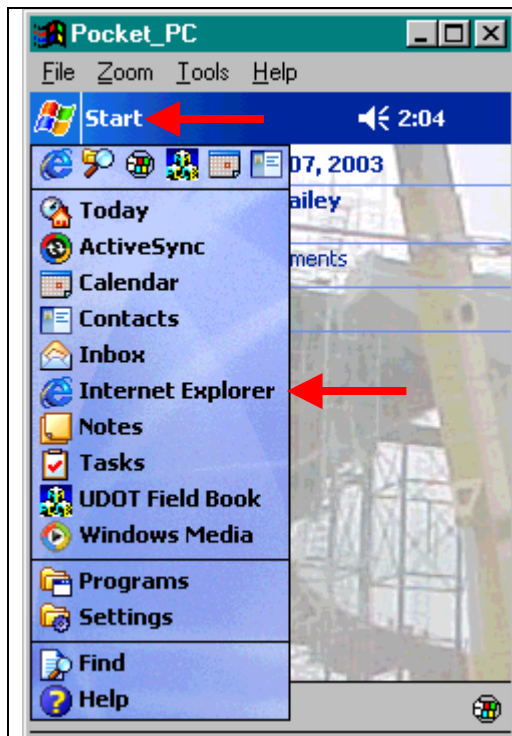 Pocket_PC
File Zoom Tools Help
Start 2:04
07, 2003
Today
ailey
ActiveSync
ments
Calendar
Contacts
Inbox
Internet Explorer
Notes
Tasks
UDOT Field Book
Windows Media
Programs
Settings
Find
Help